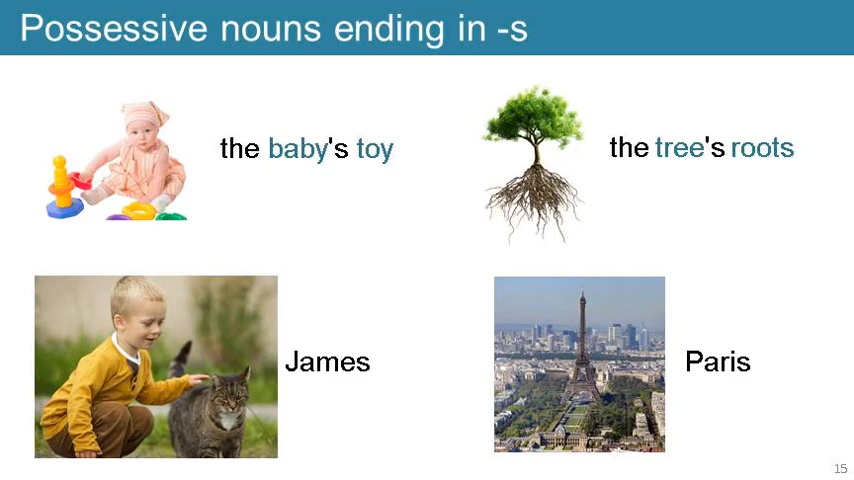 Possessive nouns ending in -s
the baby's toy
the tree's roots
James
Paris
15